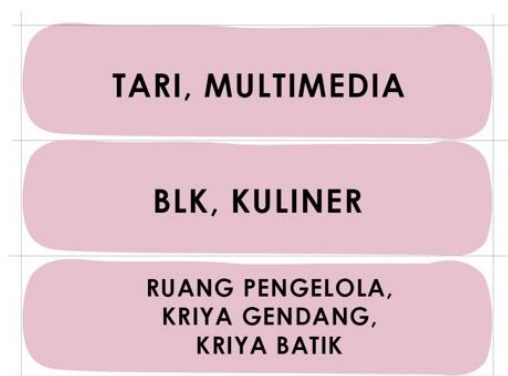 TARI, MULTIMEDIA
BLK, KULINER
RUANG PENGELOLA,
KRIYA GENDANG,
KRIYA BATIK